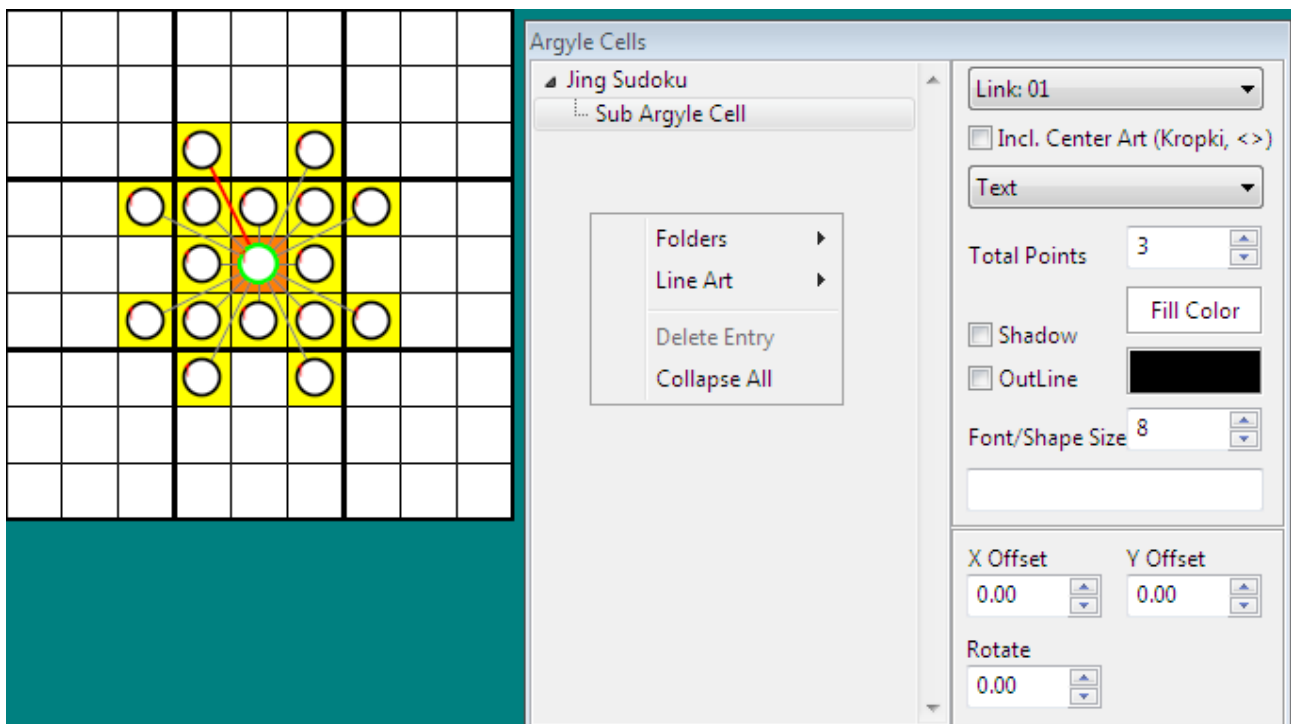 Argyle Cells
Jing Sudoku
Sub Argyle Cell
Folders
Line Art
Delete Entry
Collapse All
Link: 01
Incl. Center Art (Kropki, <>)
Text
Total Points 3
Fill Color
Shadow
OutLine
Font/Shape Size 8
X Offset Y Offset
0.00 0.00
Rotate
0.00